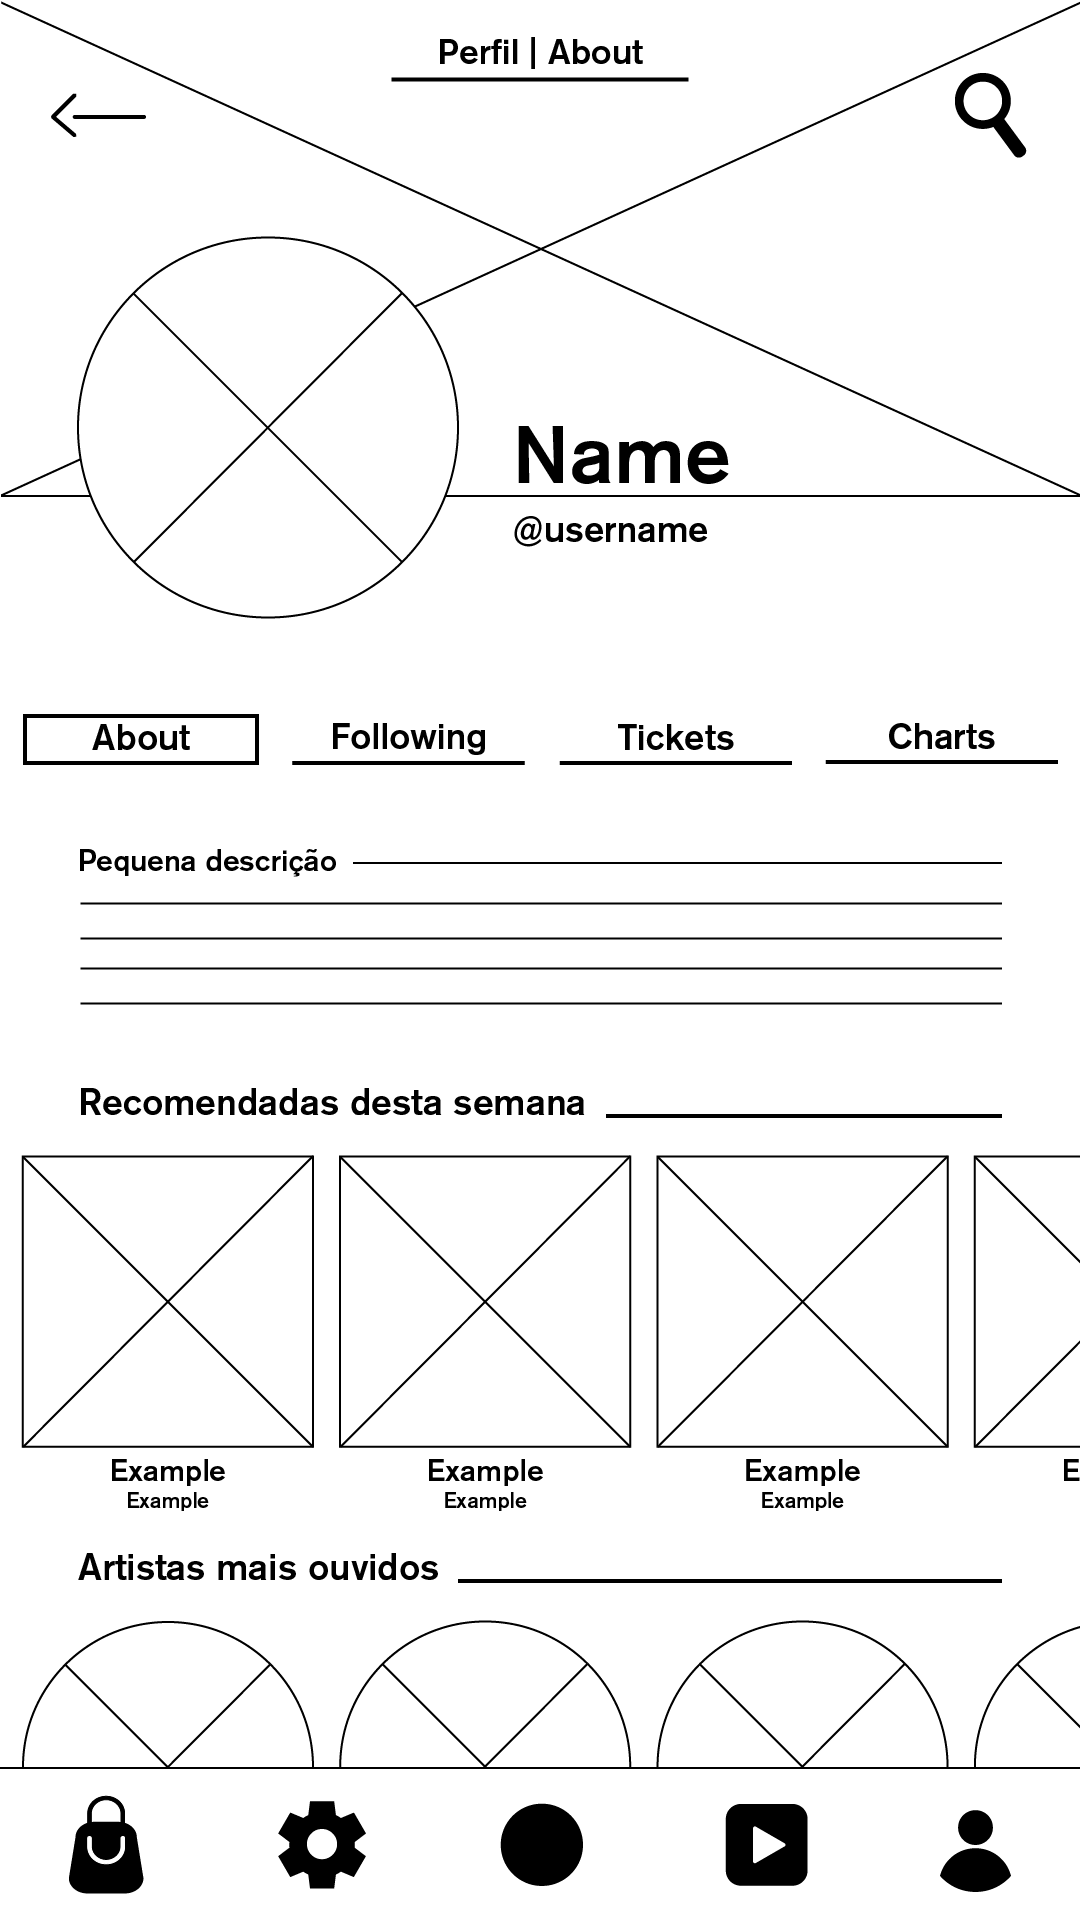 Perfil | About
Name
@username
About Following Tickets Charts
Pequena descrição
Recomendadas desta semana
Example Example Example E
Example Example Example
Artistas mais ouvidos